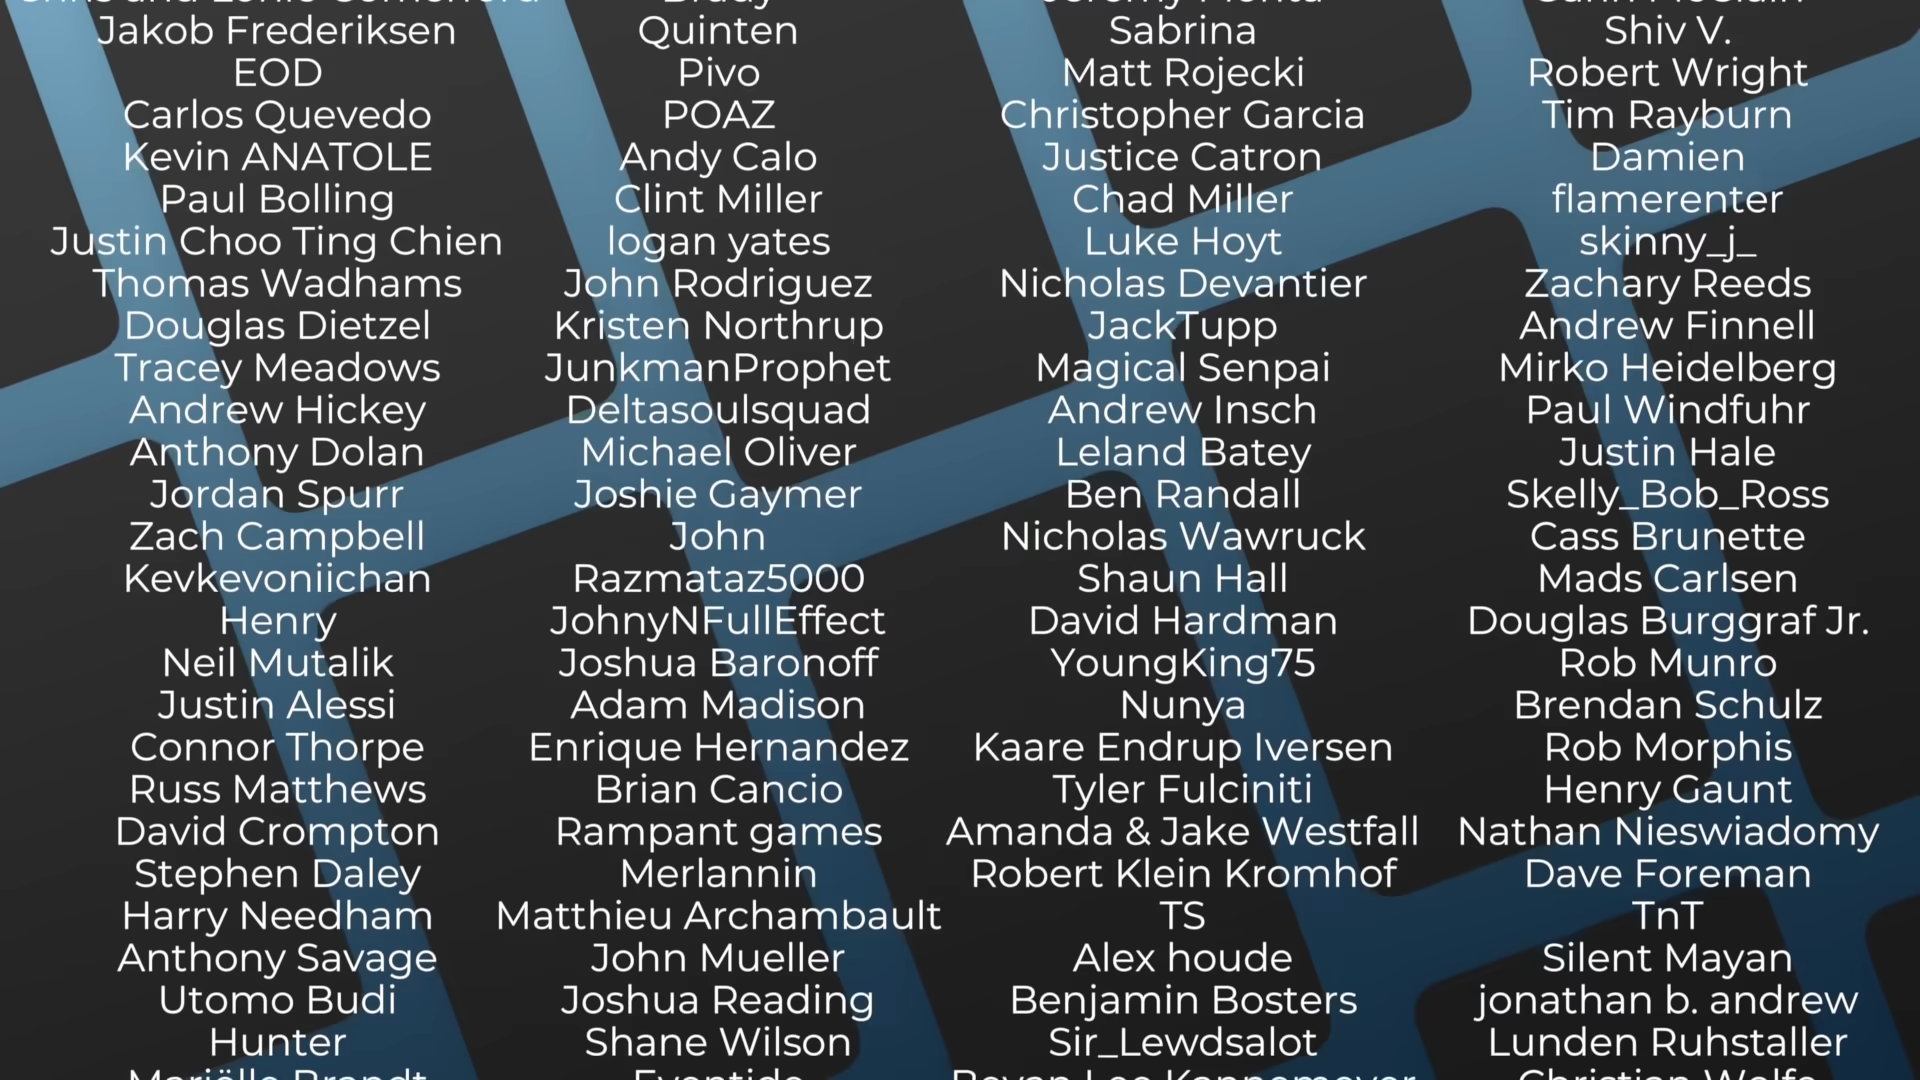 Jakob Frederiksen
EOD
Carlos Quevedo
Kevin ANATOLE
Paul Bolling
Justin Choo Ting Chien
Thomas Wadhams
Douglas Dietzel
Tracey Meadows
Andrew Hickey
Anthony Dolan
Jordan Spurr
Zach Campbell
Kevkevoniichan
Henry
Neil Mutalik
Justin Alessi
Connor Thorpe
Russ Matthews
David Crompton
Stephen Daley
Harry Needham
Anthony Savage
Utomo Budi
Hunter
Mariëlle Brandt
Brady
Quinten
Pivo
POAZ
Andy Calo
Clint Miller
logan yates
John Rodriguez
Kristen Northrup
JunkmanProphet
Deltasoulsquad
Michael Oliver
Joshie Gaymer
John
Razmataz5000
JohnyNFullEffect
Joshua Baronoff
Adam Madison
Enrique Hernandez
Brian Cancio
Rampant games
Merlannin
Matthieu Archambault
John Mueller
Joshua Reading
Shane Wilson
Eventide
Sabrina
Matt Rojecki
Christopher Garcia
Justice Catron
Chad Miller
Luke Hoyt
Nicholas Devantier
JackTupp
Magical Senpai
Andrew Insch
Leland Batey
Ben Randall
Nicholas Wawruck
Shaun Hall
David Hardman
YoungKing75
Nunya
Kaare Endrup Iversen
Tyler Fulciniti
Amanda & Jake Westfall
Robert Klein Kromhof
TS
Alex houde
Benjamin Bosters
Sir_Lewdsalot
Shiv V.
Robert Wright
Tim Rayburn
Damien
flamerenter
skinny_j_
Zachary Reeds
Andrew Finnell
Mirko Heidelberg
Paul Windfuhr
Justin Hale
Skelly_Bob_Ross
Cass Brunette
Mads Carlsen
Douglas Burggraf Jr.
Rob Munro
Brendan Schulz
Rob Morphis
Henry Gaunt
Nathan Nieswiadomy
Dave Foreman
TnT
Silent Mayan
jonathan b. andrew
Lunden Ruhstaller
Christian Wolfe